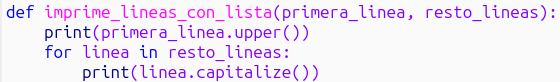 def imprime_lineas_con_lista(primera_linea, resto_lineas):
    print(primera_linea.upper())
    for linea in resto_lineas:
        print(linea.capitalize())